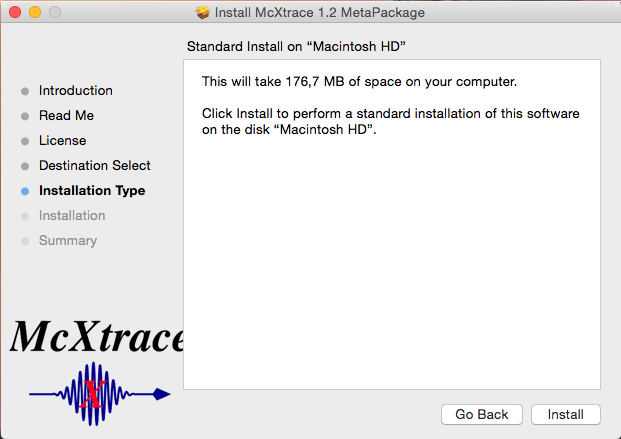 Install McXtrace 1.2 MetaPackage
Standard Install on “Macintosh HD”
Introduction
Read Me
License
Destination Select
Installation Type
Installation
Summary
This will take 176,7 MB of space on your computer.
Click Install to perform a standard installation of this software
on the disk “Macintosh HD”.
McXtrace
X
Go Back
Install